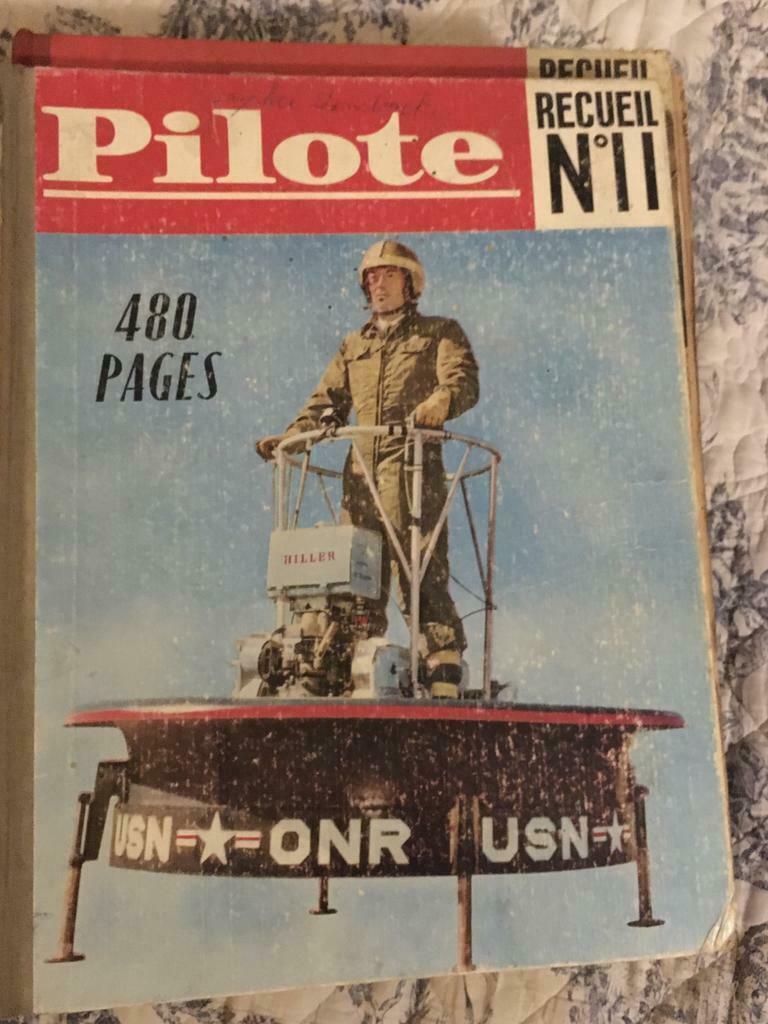 RECUEIL
Pilote
RECUEIL
N°11
480
PAGES
HILLER
USN ONR USN